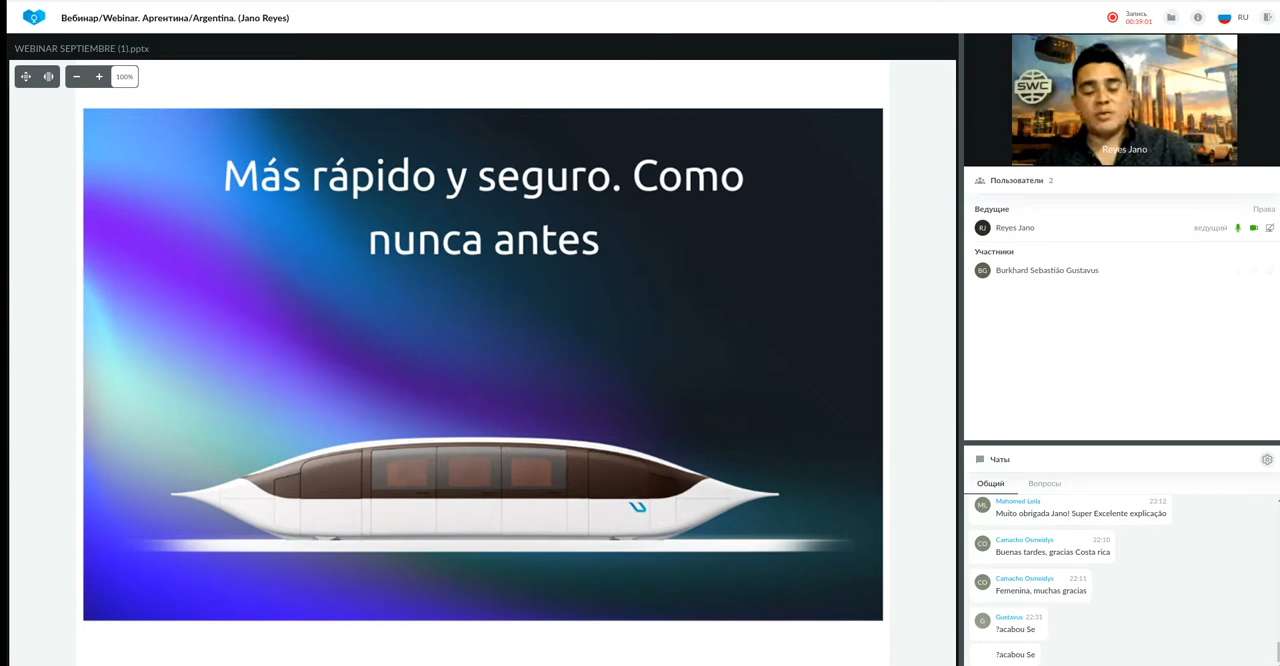 Вебинар/Webinar. Аргентина/Argentina. (Jano Reyes)
Запись
00:39:01
RU
WEBINAR SEPTIEMBRE (1).pptx
100%
Más rápido y seguro. Como
nunca antes
SWC
Reyes Jano
Пользователи 2
Ведущие Права
RJ Reyes Jano ведущий
Участники
BG Burkhard Sebastião Gustavus
Чаты
Общий Вопросы
ML Mahomed Leila 23:12
Muito obrigada Jano! Super Excelente explicação
CO Camacho Osmeidys 22:10
Buenas tardes, gracias Costa rica
CO Camacho Osmeidys 22:11
Femenina, muchas gracias
G Gustavus 22:31
?acabou Se
?acabou Se